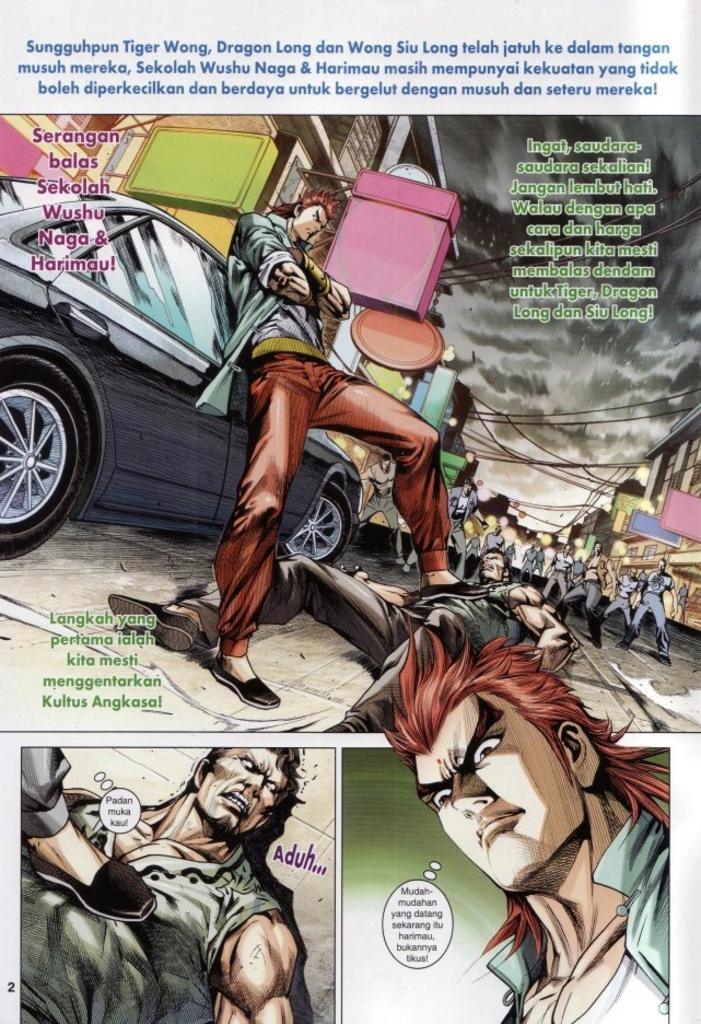 Sungguhpun Tiger Wong, Dragon Long dan Wong Siu Long telah jatuh ke dalam tangan
musuh mereka, Sekolah Wushu Naga & Harimau masih mempunyai kekuatan yang tidak
boleh diperkecilkan dan berdaya untuk bergelut dengan musuh dan seteru mereka!
Serangan
balas
Sekolah
Wushu
Naga &
Harimau!
Ingat, saudara-
saudara sekalian!
Jangan lembut hati.
Walau dengan apa
cara dan harga
sekalipun kita mesti
membalas dendam
untuk Tiger, Dragon
Long dan Siu Long!
Langkah yang
pertama ialah
kita mesti
menggentarkan
Kultus Angkasa!
Padan
muka
kau!
Aduh...
Mudah-
mudahan
yang datang
sekarang itu
harimau,
bukannya
tikus!
2